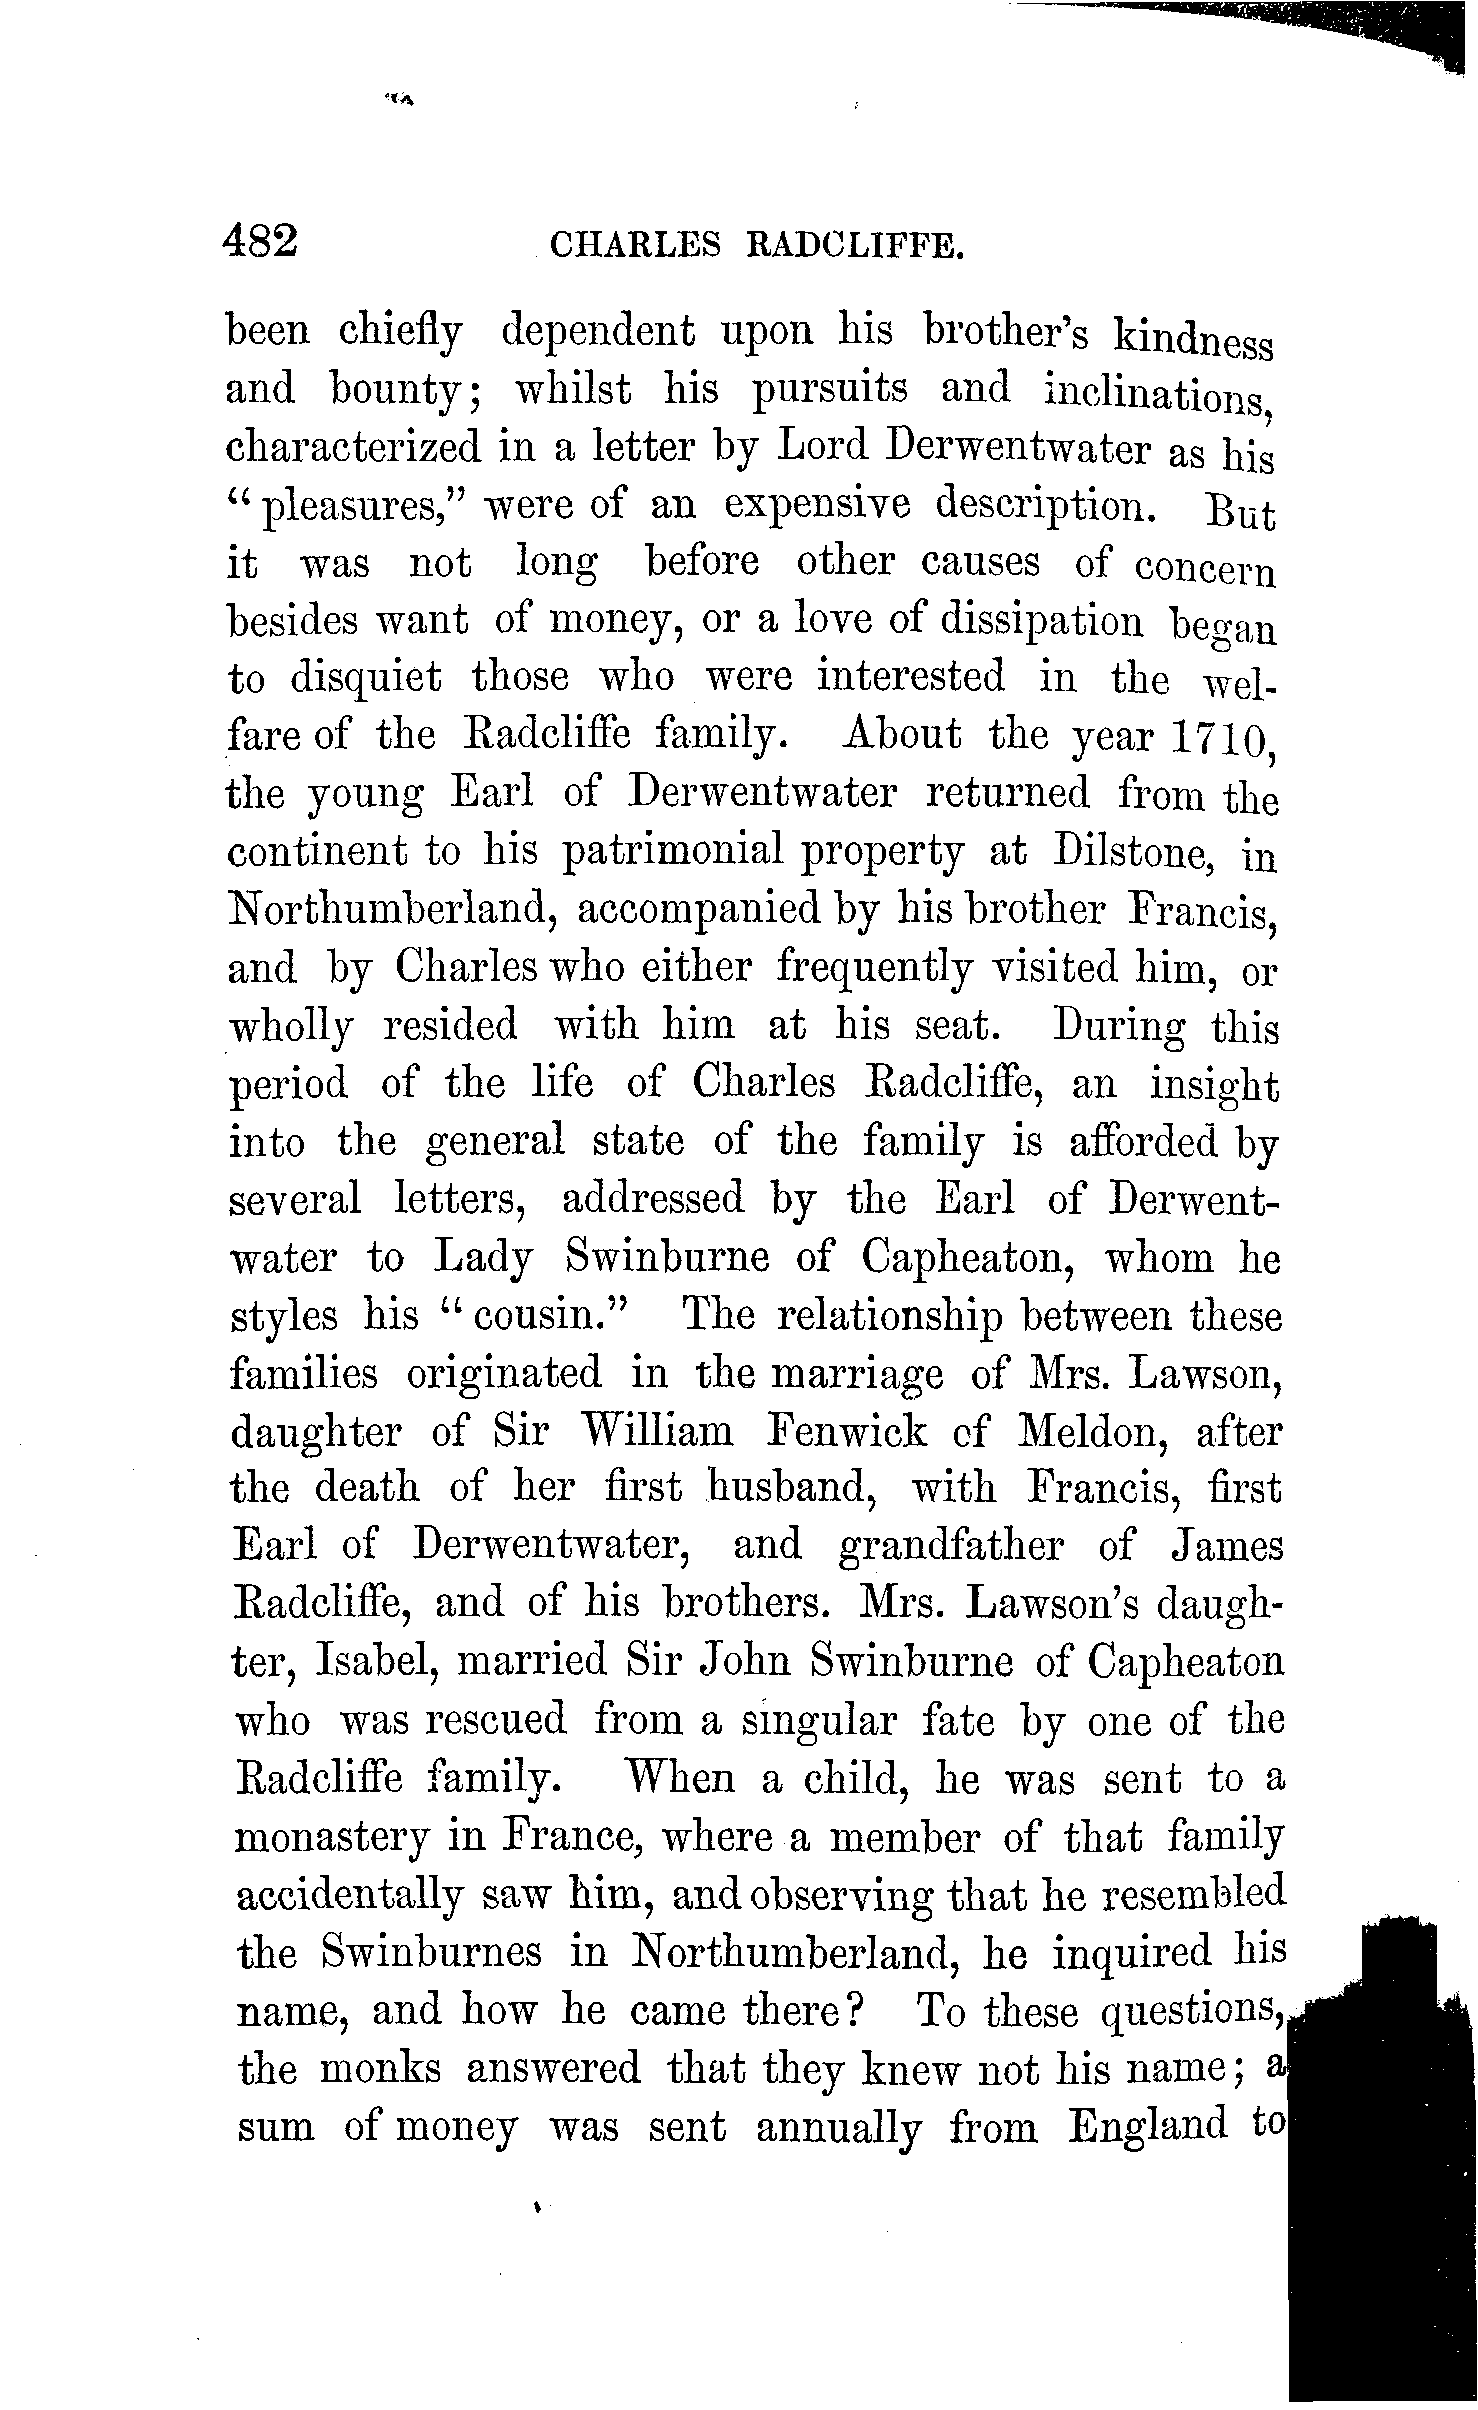 482 CHARLES RADCLIFFE.
been chiefly dependent upon his brother's kindness
and bounty; whilst his pursuits and inclinations,
characterized in a letter by Lord Derwentwater as his
“pleasures,” were of an expensive description. But
it was not long before other causes of concern
besides want of money, or a love of dissipation began
to disquiet those who were interested in the wel-
fare of the Radcliffe family. About the year 1710,
the young Earl of Derwentwater returned from the
continent to his patrimonial property at Dilstone, in
Northumberland, accompanied by his brother Francis,
and by Charles who either frequently visited him, or
wholly resided with him at his seat. During this
period of the life of Charles Radcliffe, an insight
into the general state of the family is afforded by
several letters, addressed by the Earl of Derwent-
water to Lady Swinburne of Capheaton, whom he
styles his “cousin.” The relationship between these
families originated in the marriage of Mrs. Lawson,
daughter of Sir William Fenwick cf Meldon, after
the death of her first husband, with Francis, first
Earl of Derwentwater, and grandfather of James
Radcliffe, and of his brothers. Mrs. Lawson's daugh-
ter, Isabel, married Sir John Swinburne of Capheaton
who was rescued from a singular fate by one of the
Radcliffe family. When a child, he was sent to a
monastery in France, where a member of that family
accidentally saw him, and observing that he resembled
the Swinburnes in Northumberland, he inquired his
name, and how he came there? To these questions,
the monks answered that they knew not his name; a
sum of money was sent annually from England to